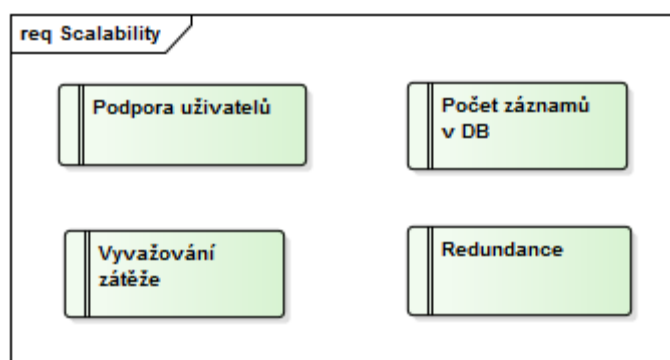 req Scalability
Podpora uživatelů
Počet záznamů
v DB
Vyvažování
zátěže
Redundance